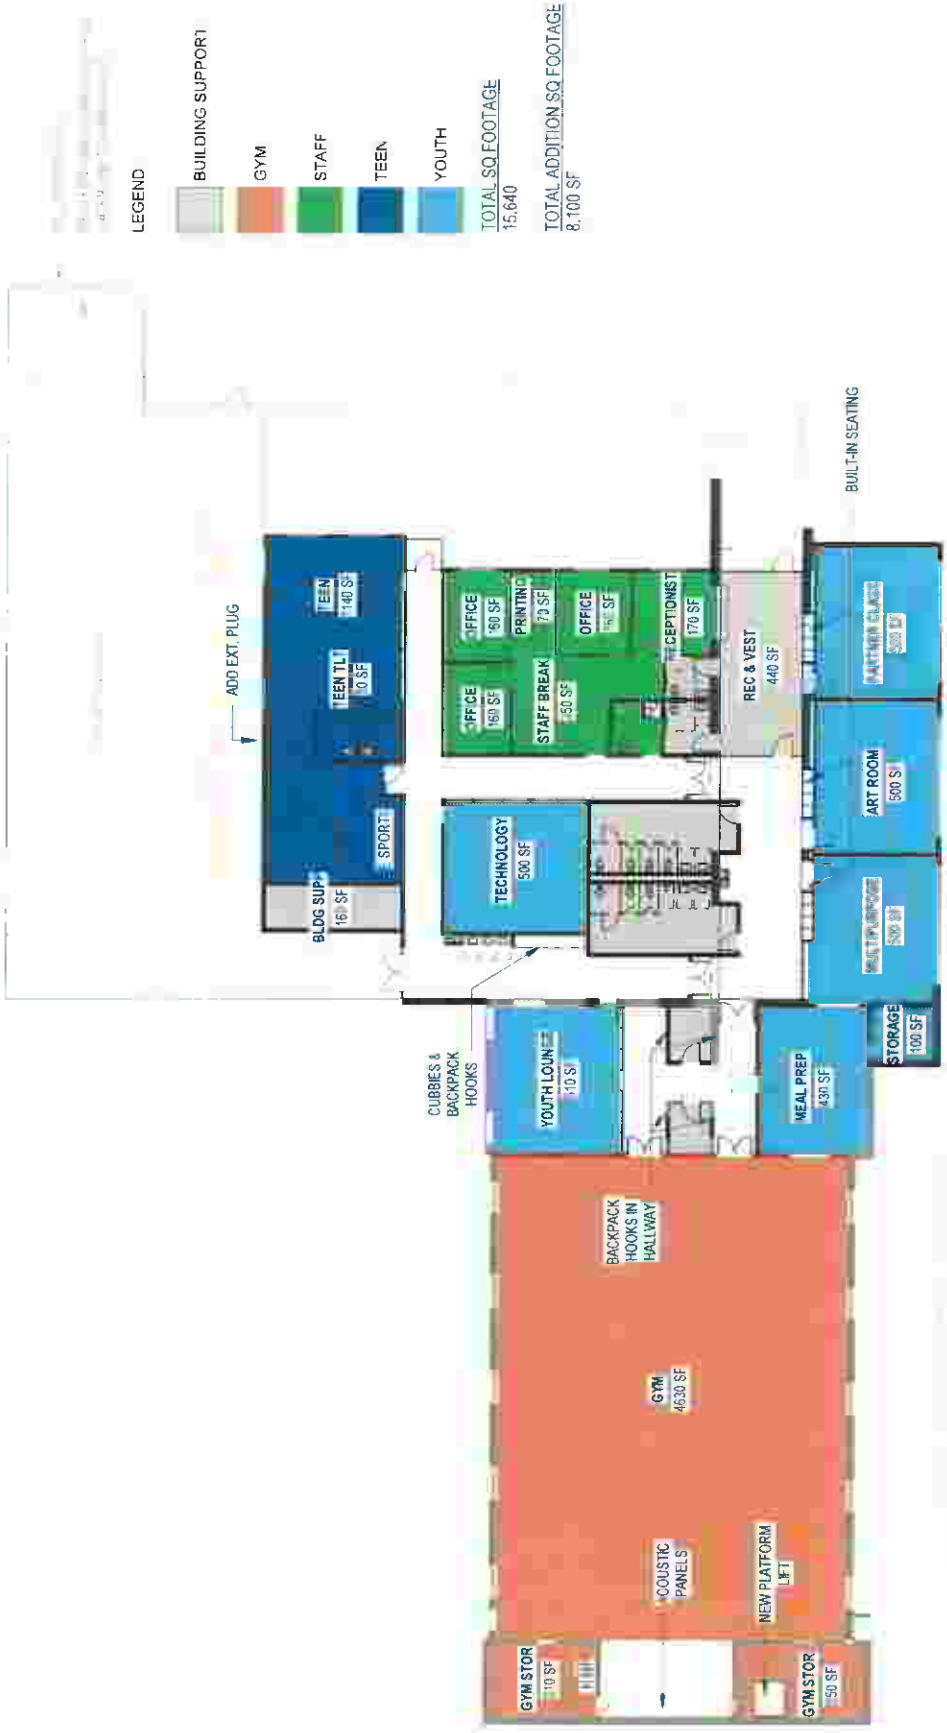 LEGEND
BUILDING SUPPORT
GYM
STAFF
TEEN
YOUTH
TOTAL SQ FOOTAGE
15,640
TOTAL ADDITION SQ FOOTAGE
8,100 SF
ADD EXT. PLUG
BUILT-IN SEATING
TEEN
TEEN TLT
SPORT
BLDG SUPP
160 SF
OFFICE
160 SF
PRINTING
70 SF
OFFICE
OFFICE
160 SF
STAFF BREAK
170 SF
REC & VEST
440 SF
TECHNOLOGY
500 SF
ART ROOM
500 SF
MULTIPURPOSE
STORAGE
100 SF
MEAL PREP
430 SF
YOUTH LOUNGE
CUBBIES &
BACKPACK
HOOKS
BACKPACK
HOOKS IN
HALLWAY
GYM
4630 SF
PANELS
NEW PLATFORM
LIFT
GYM STOR
GYM STOR